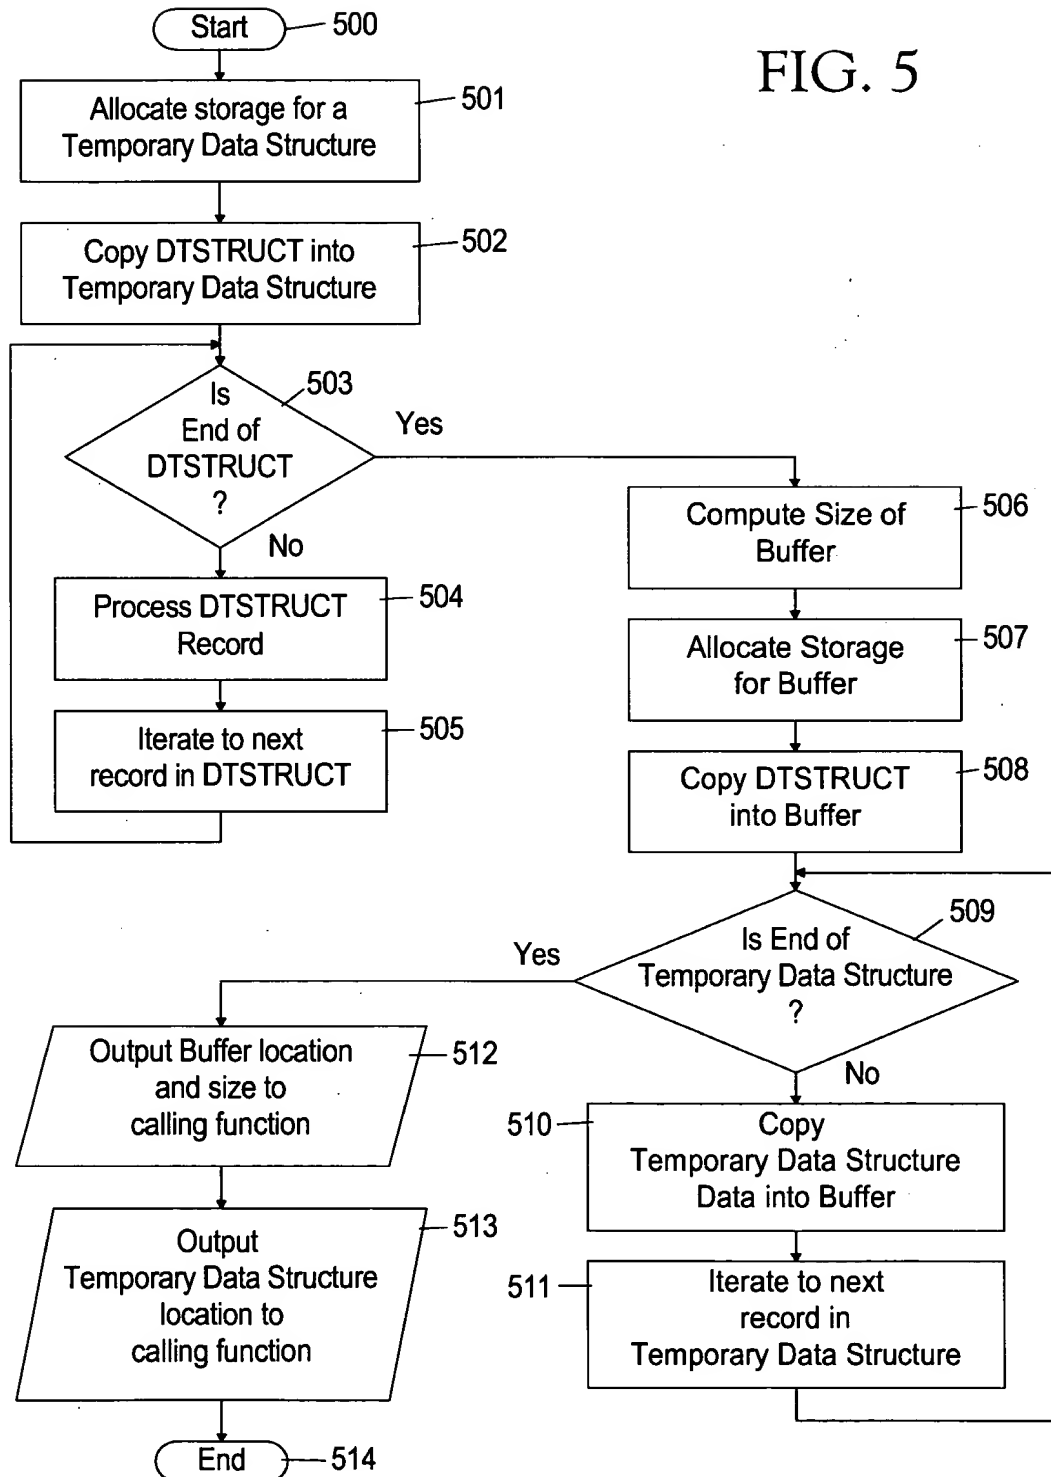 Start
500
FIG. 5
Allocate storage for a
Temporary Data Structure
501
Copy DTSTRUCT into
Temporary Data Structure
502
Is
End of
DTSTRUCT
?
503
Yes
No
Process DTSTRUCT
Record
504
Iterate to next
record in DTSTRUCT
505
Compute Size of
Buffer
506
Allocate Storage
for Buffer
507
Copy DTSTRUCT
into Buffer
508
Is End of
Temporary Data Structure
?
509
Yes
No
Copy
Temporary Data Structure
Data into Buffer
510
Iterate to next
record in
Temporary Data Structure
511
Output Buffer location
and size to
calling function
512
Output
Temporary Data Structure
location to
calling function
513
End
514